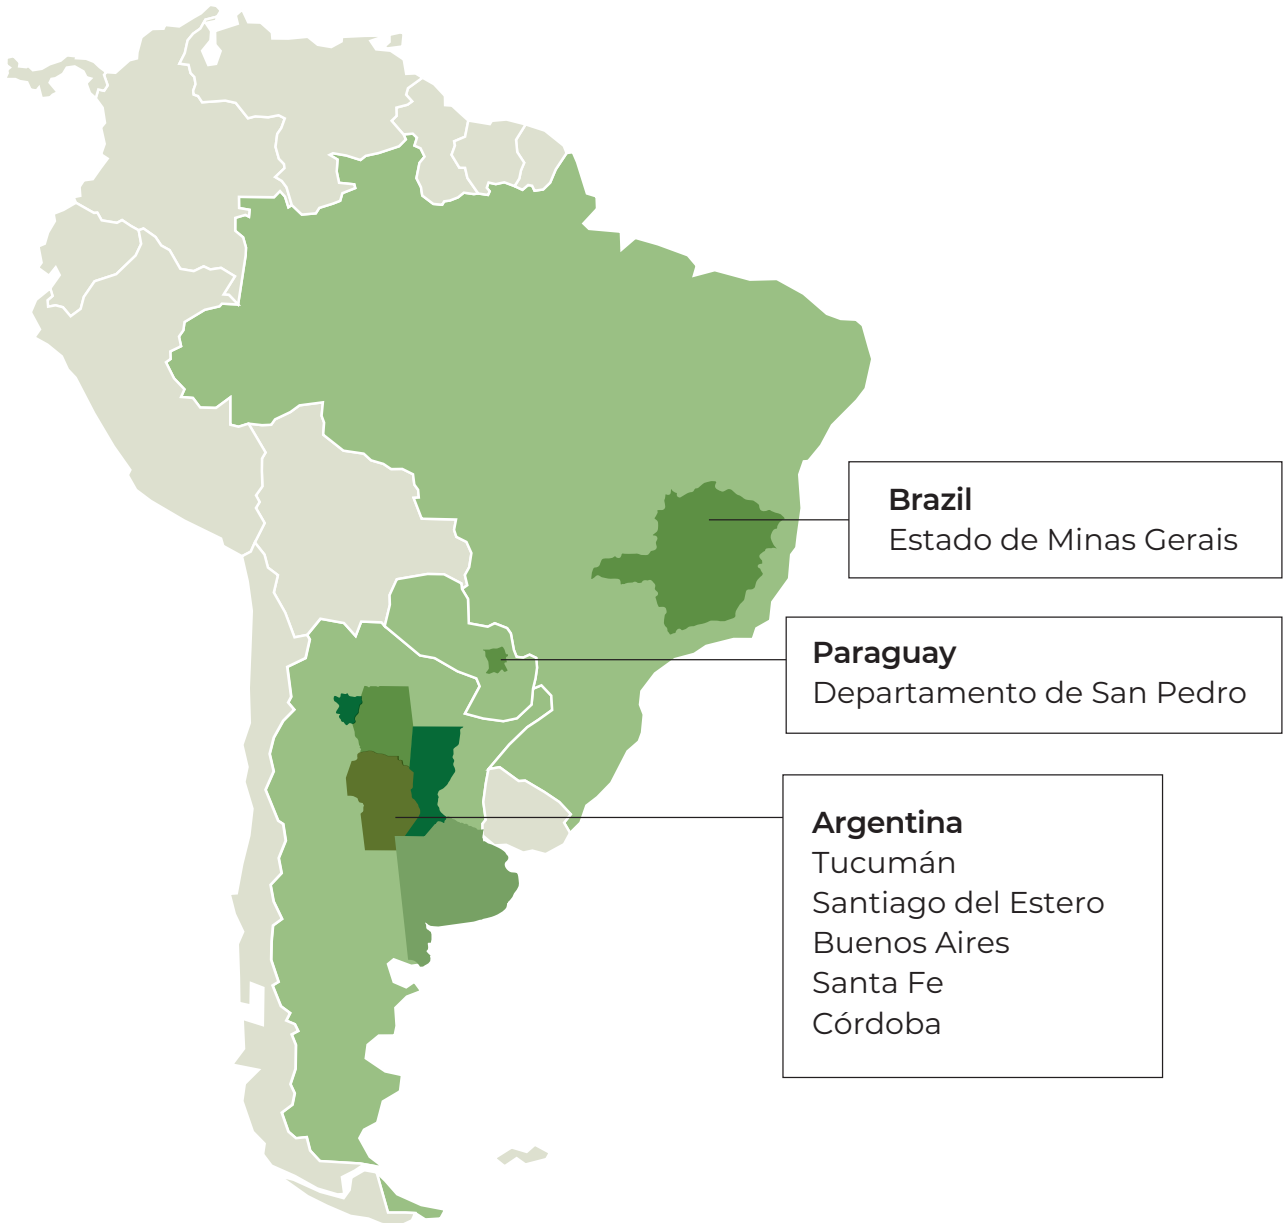 Brazil
Estado de Minas Gerais
Paraguay
Departamento de San Pedro
Argentina
Tucumán
Santiago del Estero
Buenos Aires
Santa Fe
Córdoba